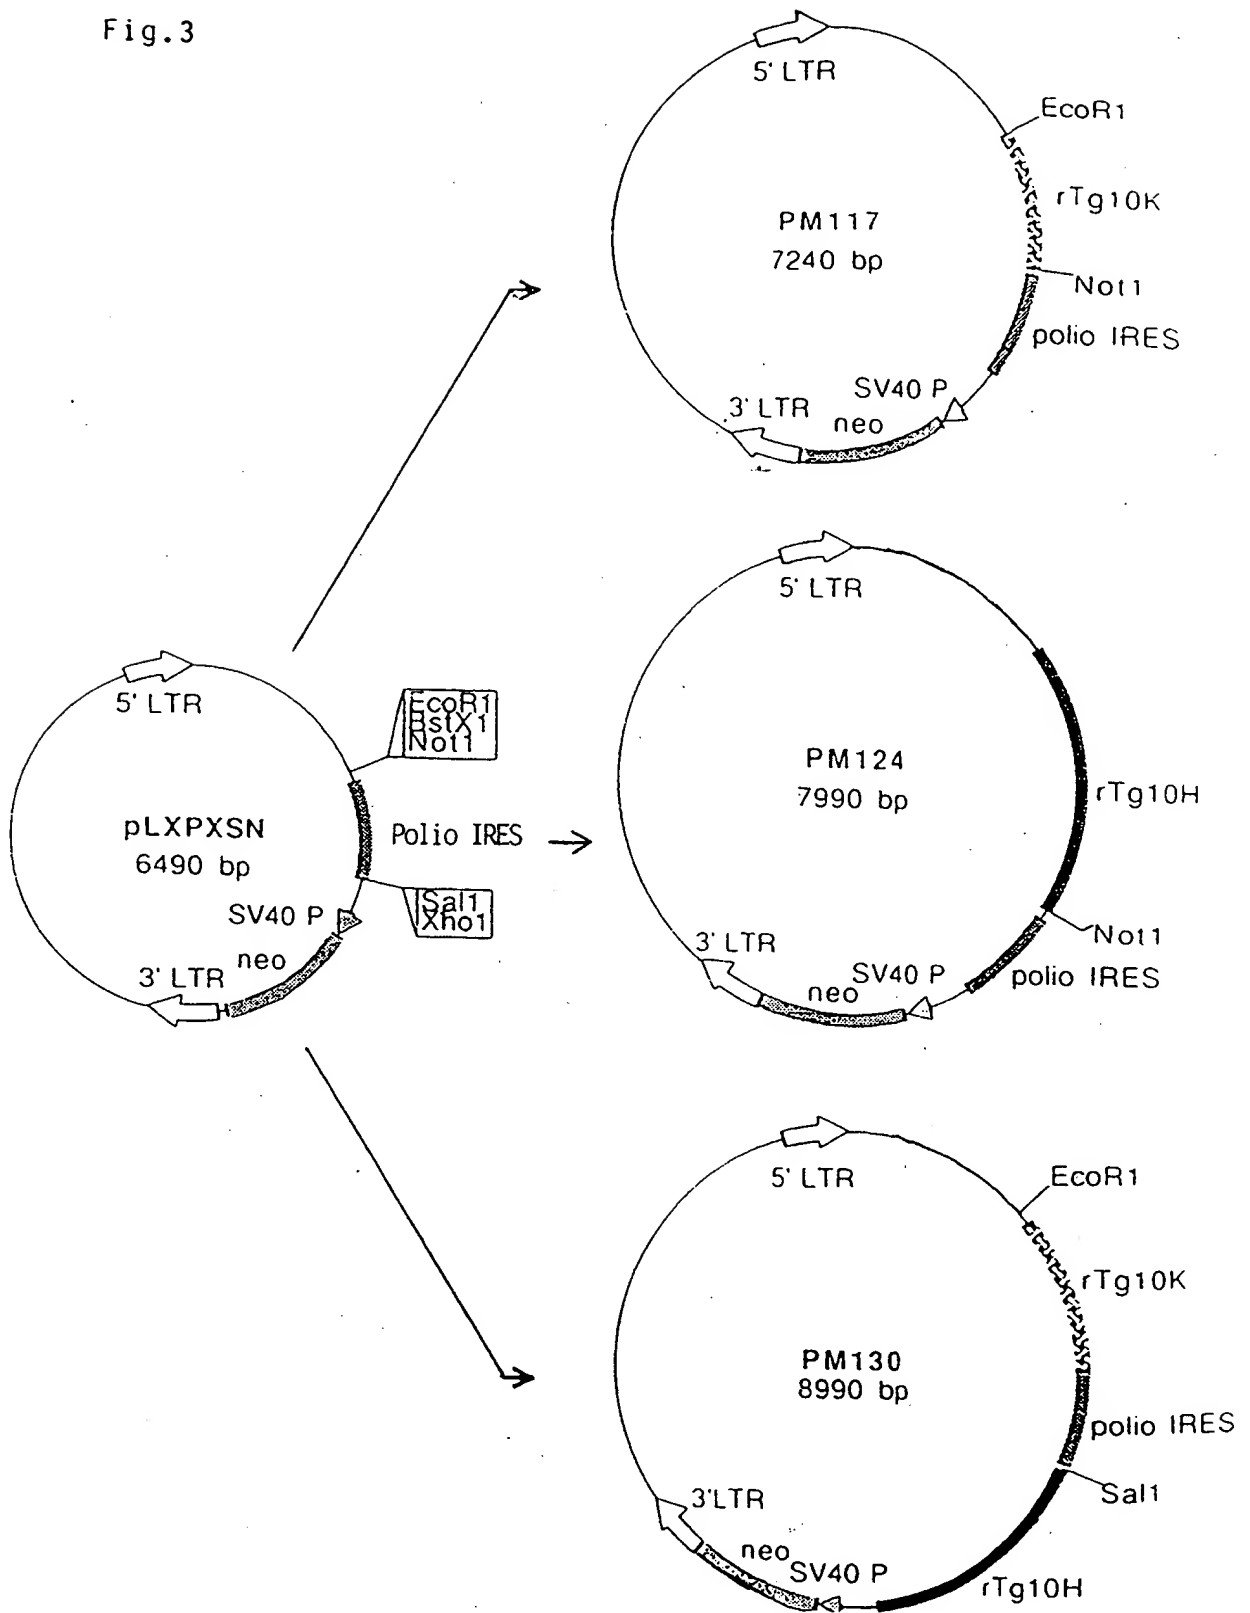 Fig.3
5' LTR
EcoR1
rTg10K
PM117
7240 bp
Not1
polio IRES
SV40 P
3' LTR
neo
5' LTR
PM124
7990 bp
rTg10H
Not1
3' LTR
SV40 P
polio IRES
neo
5' LTR
EcoR1
BstX1
Not1
pLXPXSN
6490 bp
Polio IRES
Sal1
Xho1
SV40 P
neo
3' LTR
5' LTR
EcoR1
rTg10K
PM130
8990 bp
polio IRES
Sal1
3'LTR
neo
SV40 P
rTg10H